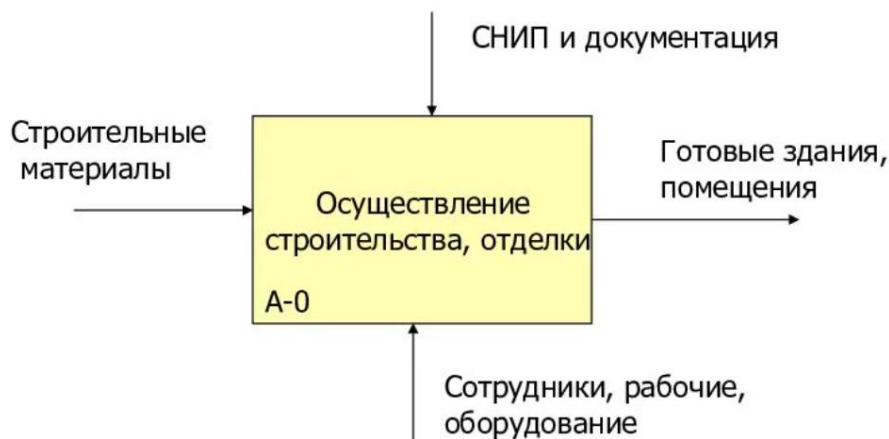 СНИП и документация
Строительные
материалы
Готовые здания,
помещения
Осуществление
строительства, отделки
А-0
Сотрудники, рабочие,
оборудование